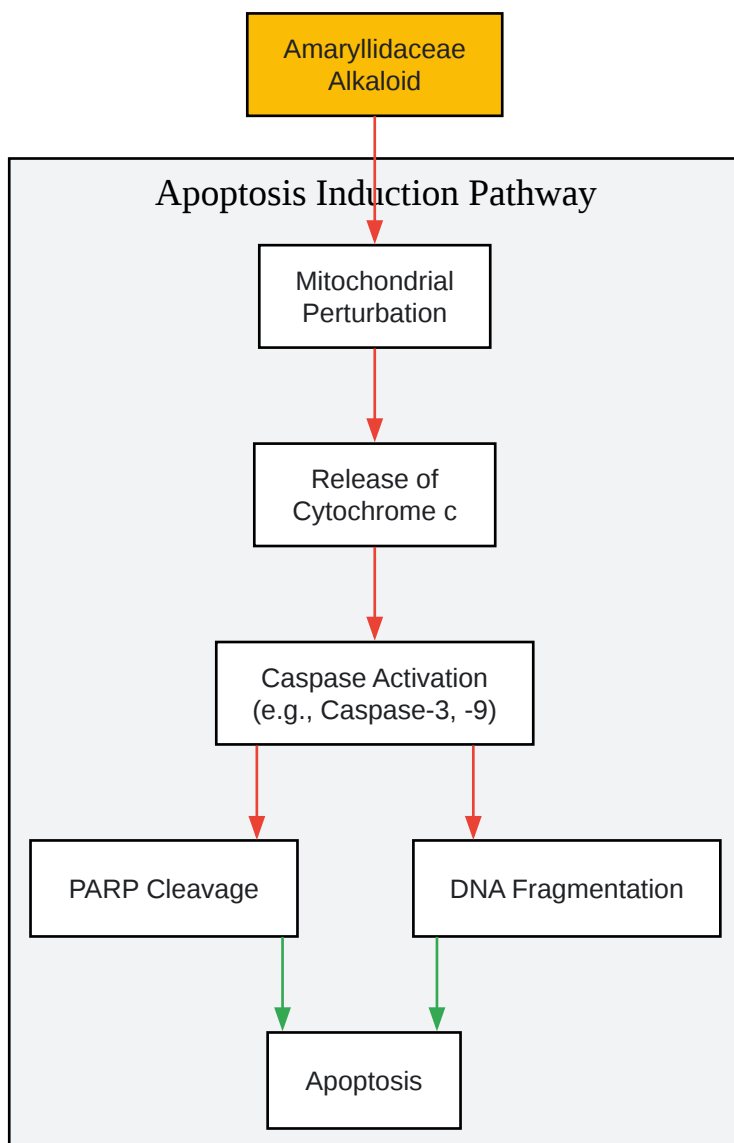 Amaryllidaceae
Alkaloid
Apoptosis Induction Pathway
Mitochondrial
Perturbation
Release of
Cytochrome c
Caspase Activation
(e.g., Caspase-3, -9)
PARP Cleavage
DNA Fragmentation
Apoptosis